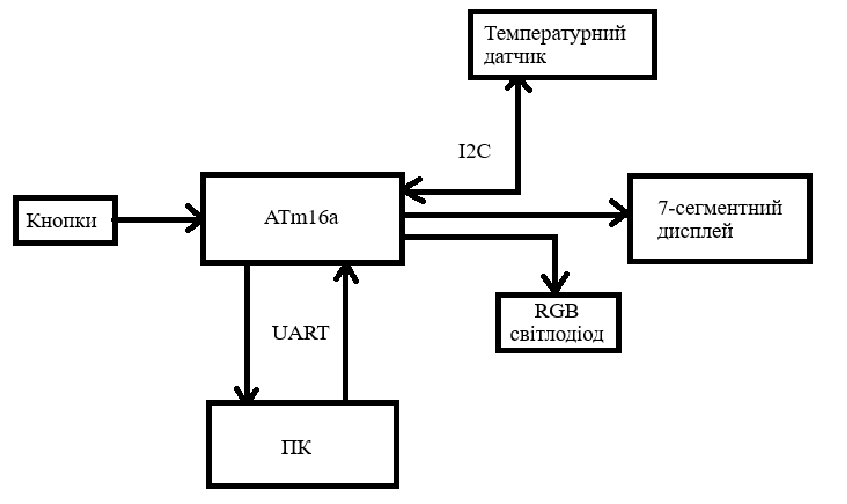 Температурний
датчик
I2C
ATm16a
Кнопки
7-сегментний
дисплей
RGB
світлодіод
UART
ПК